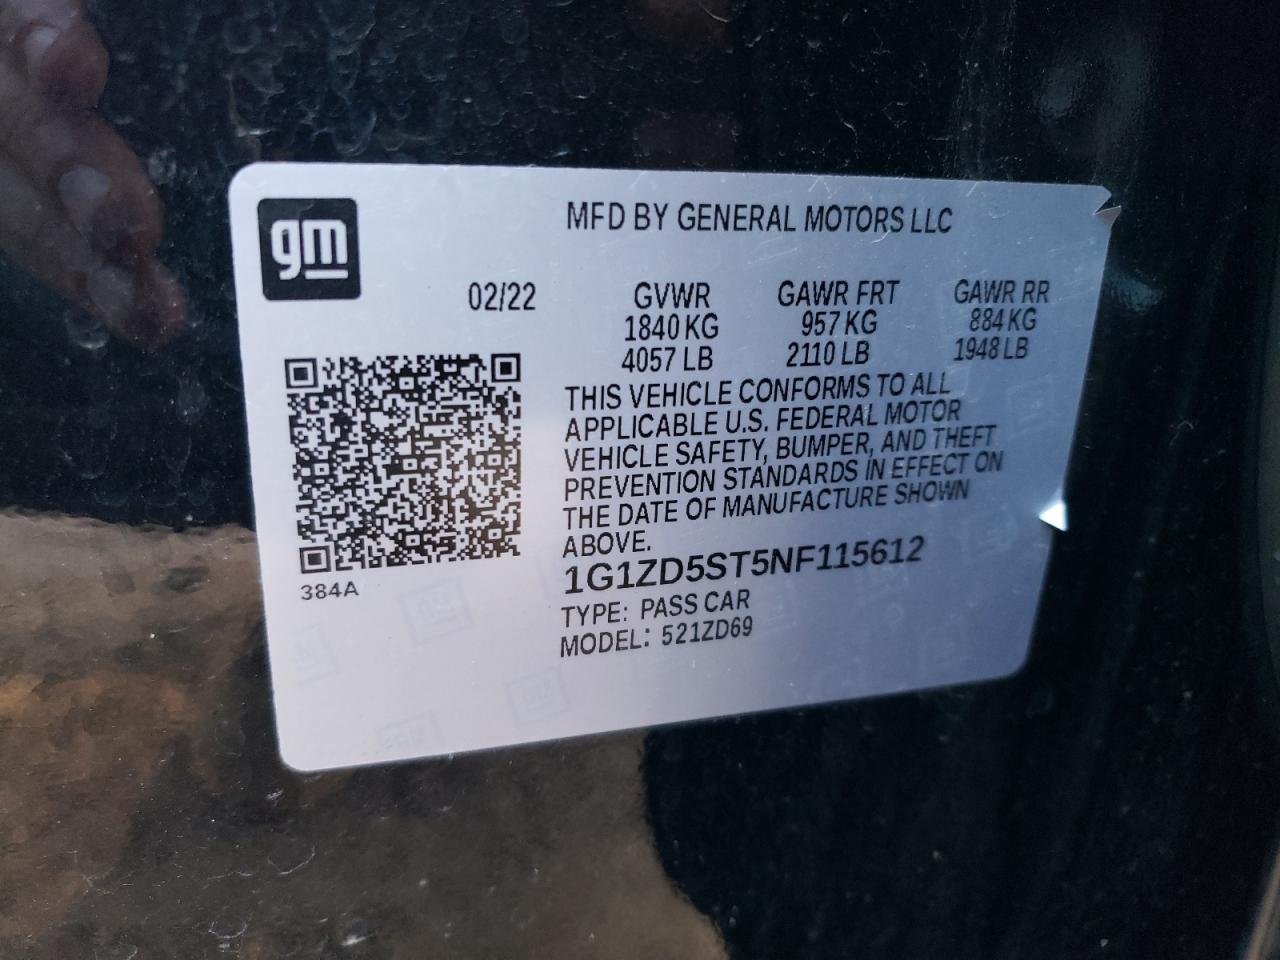 gm
MFD BY GENERAL MOTORS LLC
02/22 GVWR GAWR FRT GAWR RR
1840 KG 957 KG 884 KG
4057 LB 2110 LB 1948 LB
THIS VEHICLE CONFORMS TO ALL
APPLICABLE U.S. FEDERAL MOTOR
VEHICLE SAFETY, BUMPER, AND THEFT
PREVENTION STANDARDS IN EFFECT ON
THE DATE OF MANUFACTURE SHOWN
ABOVE.
1G1ZD5ST5NF115612
384A
TYPE: PASS CAR
MODEL: 521ZD69